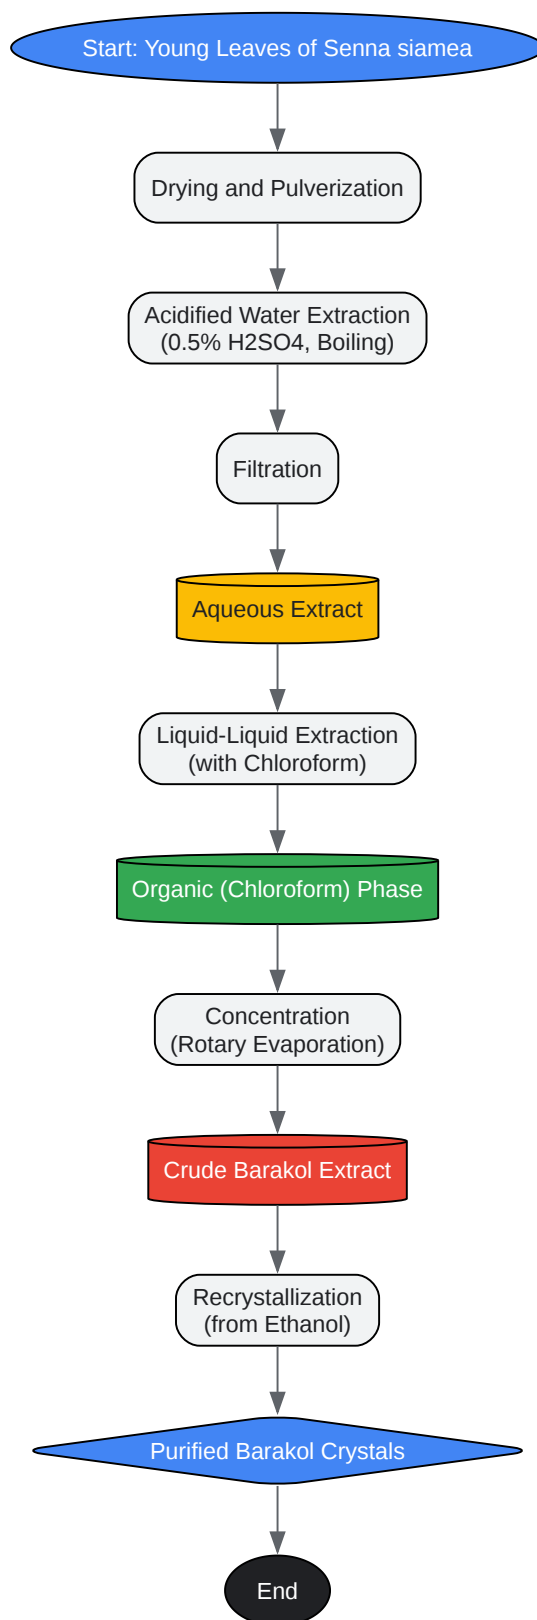 Start: Young Leaves of Senna siamea
Drying and Pulverization
Acidified Water Extraction
(0.5% H2SO4, Boiling)
Filtration
Aqueous Extract
Liquid-Liquid Extraction
(with Chloroform)
Organic (Chloroform) Phase
Concentration
(Rotary Evaporation)
Crude Barakol Extract
Recrystallization
(from Ethanol)
Purified Barakol Crystals
End